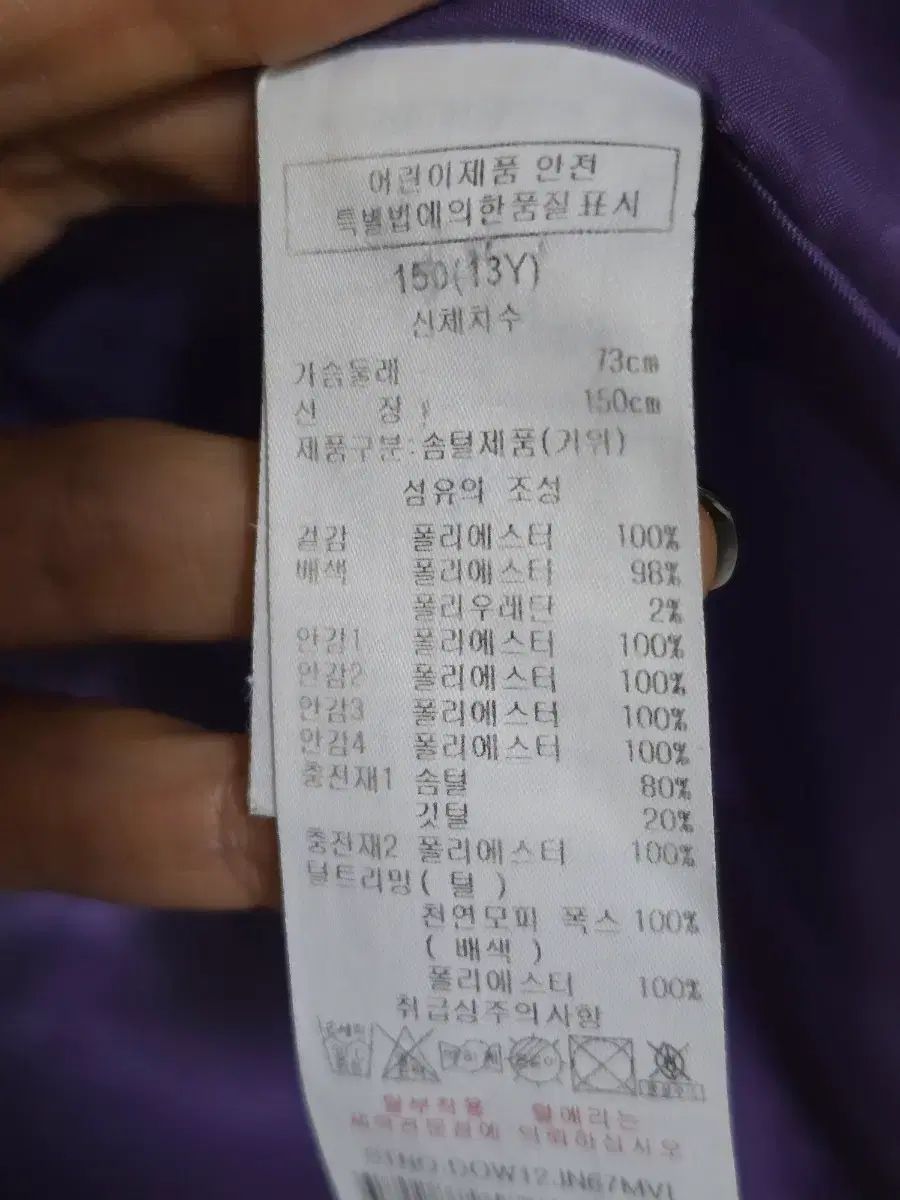 어린이제품 안전
특별법에의한품질표시
150(13Y)
신체치수
가슴둘레 73cm
신 장 : 150cm
제품구분:솜털제품(거위)
섬유의 조성
겉감 폴리에스터 100%
배색 폴리에스터 98%
폴리우레탄 2%
안감1 폴리에스터 100%
안감2 폴리에스터 100%
안감3 폴리에스터 100%
안감4 폴리에스터 100%
충전재1 솜털 80%
깃털 20%
충전재2 폴리에스터 100%
털트리밍( 털 )
천연모피 폭스 100%
( 배색 )
폴리에스터 100%
취급상주의사항
털부착용 털애리는
의뢰하십시오